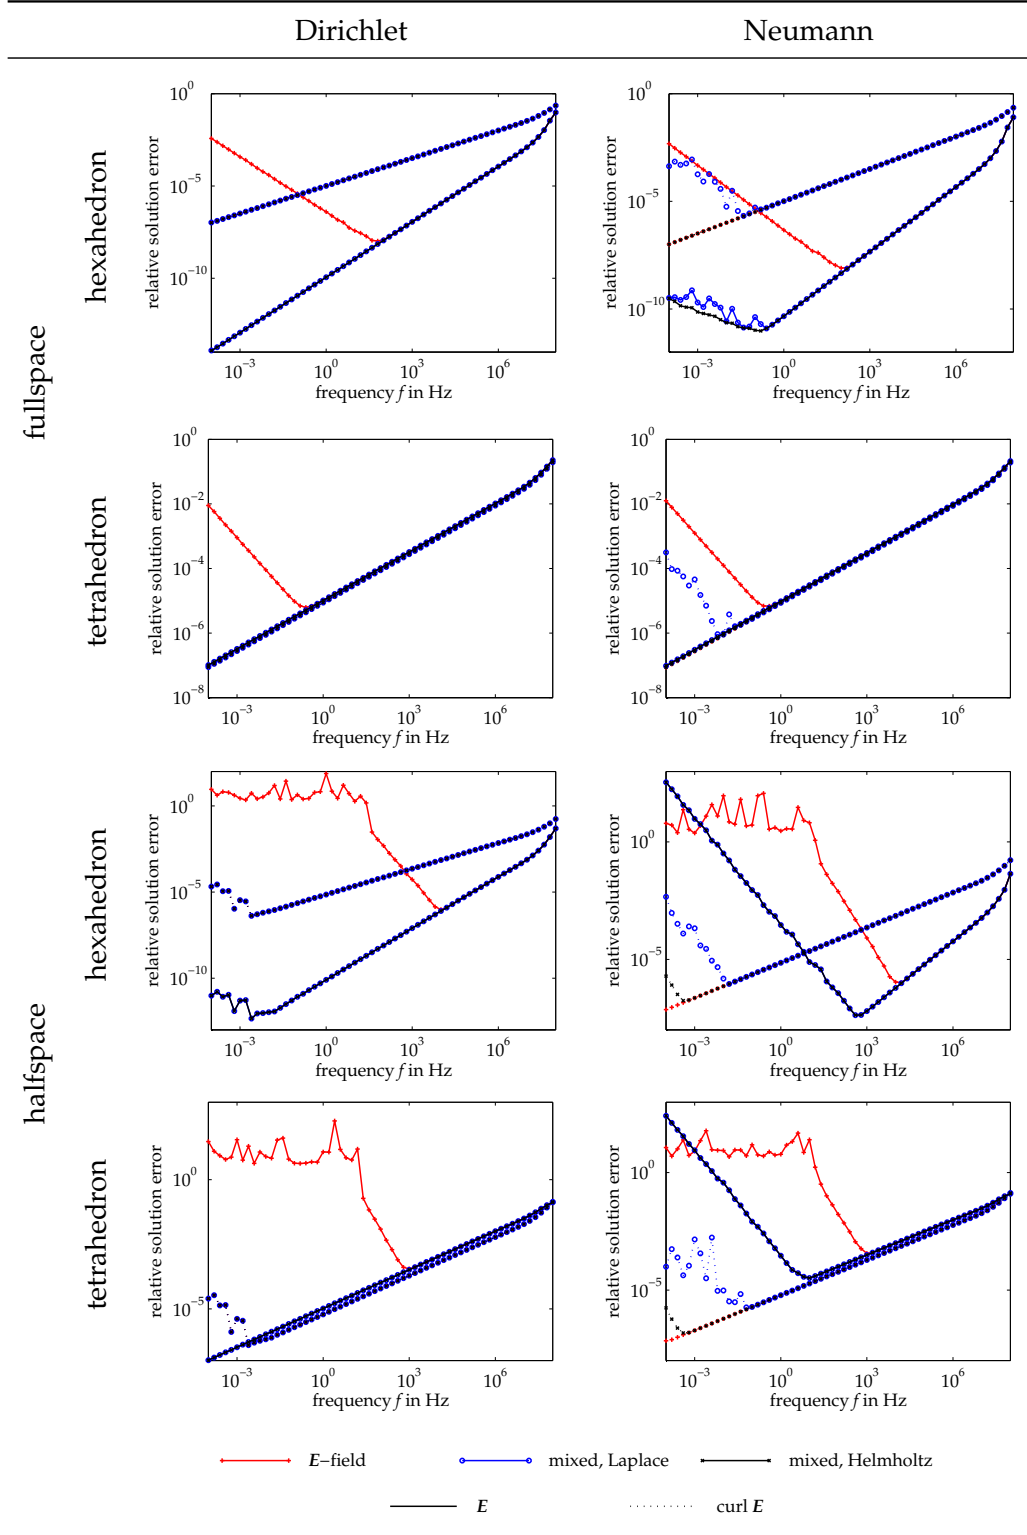 Dirichlet Neumann
fullspace
hexahedron
relative solution error
10^0
10^−5
10^−10
10^−3 10^0 10^3 10^6
frequency f in Hz
relative solution error
10^0
10^−5
10^−10
10^−3 10^0 10^3 10^6
frequency f in Hz
tetrahedron
relative solution error
10^0
10^−2
10^−4
10^−6
10^−8
10^−3 10^0 10^3 10^6
frequency f in Hz
relative solution error
10^0
10^−2
10^−4
10^−6
10^−8
10^−3 10^0 10^3 10^6
frequency f in Hz
halfspace
hexahedron
relative solution error
10^0
10^−5
10^−10
10^−3 10^0 10^3 10^6
frequency f in Hz
relative solution error
10^0
10^−5
10^−3 10^0 10^3 10^6
frequency f in Hz
tetrahedron
relative solution error
10^0
10^−5
10^−3 10^0 10^3 10^6
frequency f in Hz
relative solution error
10^0
10^−5
10^−3 10^0 10^3 10^6
frequency f in Hz
E−field mixed, Laplace mixed, Helmholtz
E curl E